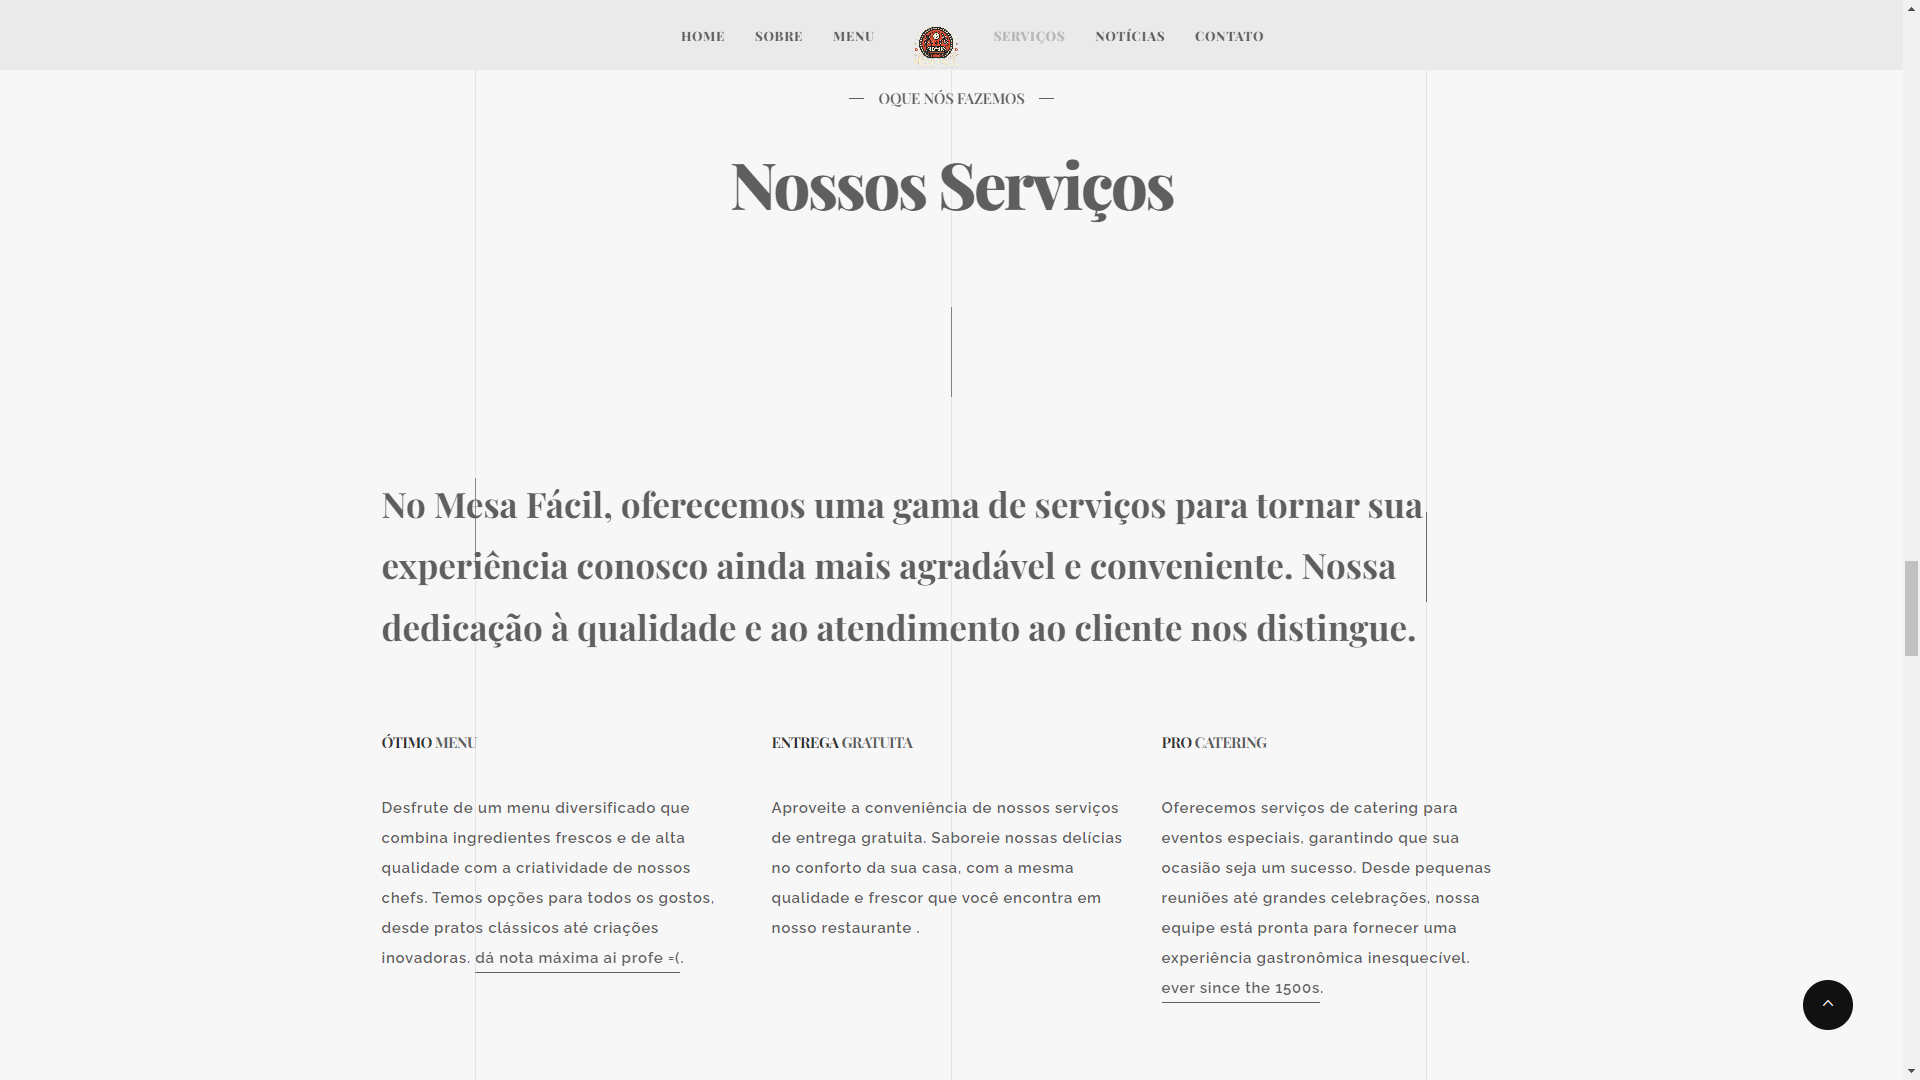 HOME SOBRE MENU SERVIÇOS NOTÍCIAS CONTATO
OQUE NÓS FAZEMOS
Nossos Serviços
No Mesa Fácil, oferecemos uma gama de serviços para tornar sua
experiência conosco ainda mais agradável e conveniente. Nossa
dedicação à qualidade e ao atendimento ao cliente nos distingue.
ÓTIMO MENU
Desfrute de um menu diversificado que
combina ingredientes frescos e de alta
qualidade com a criatividade de nossos
chefs. Temos opções para todos os gostos,
desde pratos clássicos até criações
inovadoras. dá nota máxima ai profe =(.
ENTREGA GRATUITA
Aproveite a conveniência de nossos serviços
de entrega gratuita. Saboreie nossas delícias
no conforto da sua casa, com a mesma
qualidade e frescor que você encontra em
nosso restaurante .
PRO CATERING
Oferecemos serviços de catering para
eventos especiais, garantindo que sua
ocasião seja um sucesso. Desde pequenas
reuniões até grandes celebrações, nossa
equipe está pronta para fornecer uma
experiência gastronômica inesquecível.
ever since the 1500s.